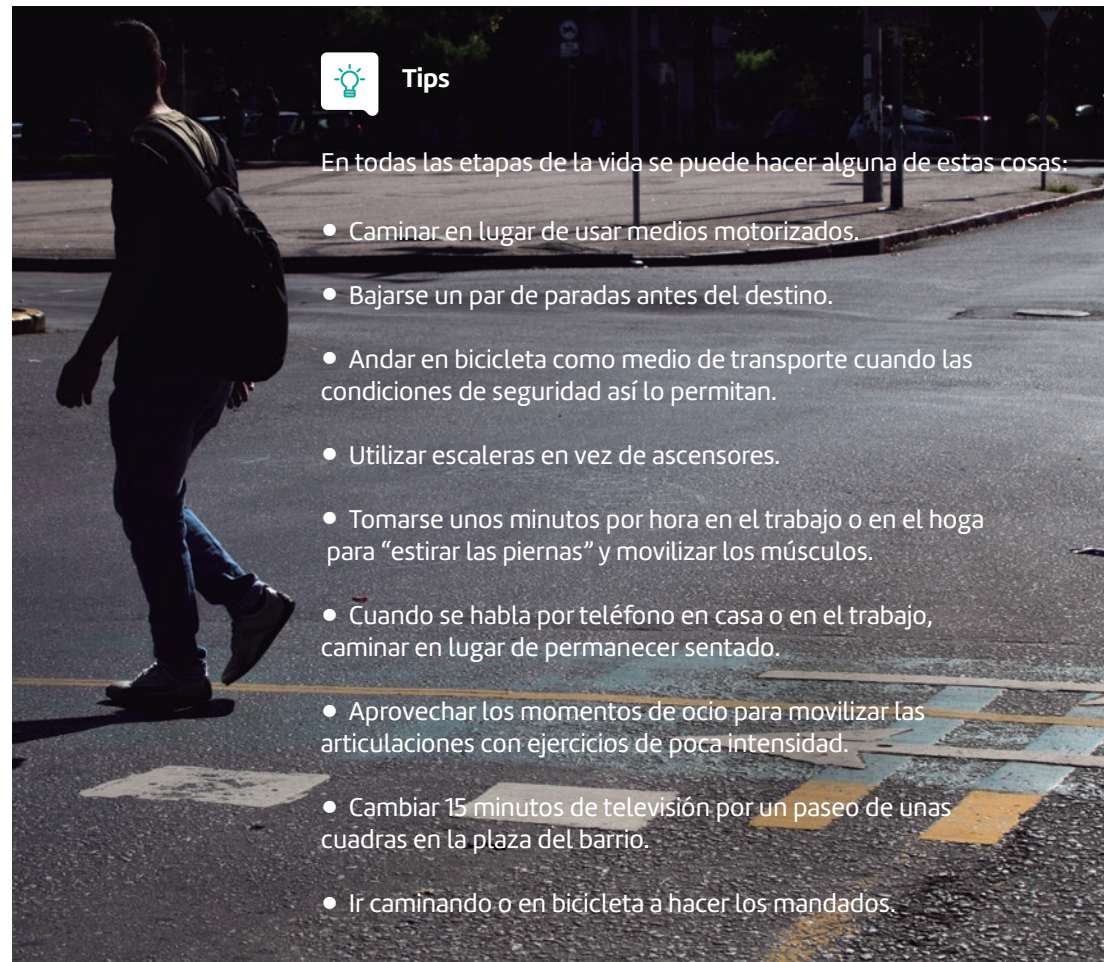 Tips
En todas las etapas de la vida se puede hacer alguna de estas cosas:
● Caminar en lugar de usar medios motorizados.
● Bajarse un par de paradas antes del destino.
● Andar en bicicleta como medio de transporte cuando las
condiciones de seguridad así lo permitan.
● Utilizar escaleras en vez de ascensores.
● Tomarse unos minutos por hora en el trabajo o en el hoga
para “estirar las piernas” y movilizar los músculos.
● Cuando se habla por teléfono en casa o en el trabajo,
caminar en lugar de permanecer sentado.
● Aprovechar los momentos de ocio para movilizar las
articulaciones con ejercicios de poca intensidad.
● Cambiar 15 minutos de televisión por un paseo de unas
cuadras en la plaza del barrio.
● Ir caminando o en bicicleta a hacer los mandados.